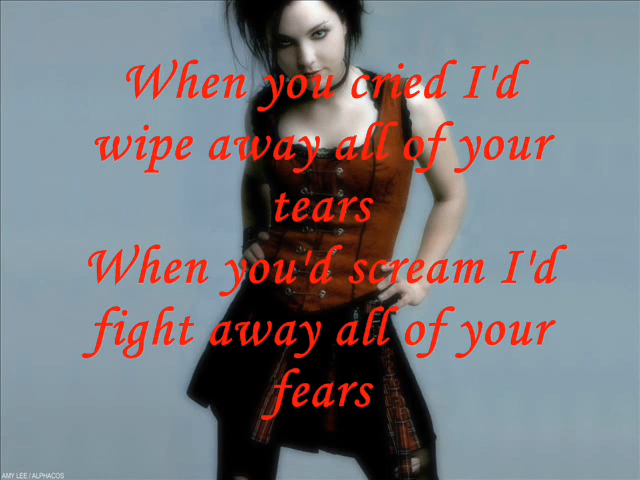 When you cried I'd
wipe away all of your
tears
When you'd scream I'd
fight away all of your
fears
AMY LEE / ALPHACOS